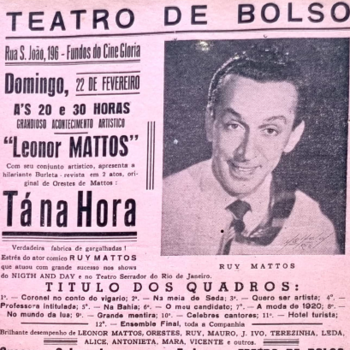 TEATRO DE BOLSO
Rua S. João, 196 - Fundos do Cine Gloria
Domingo, 22 DE FEVEREIRO
A'S 20 e 30 HORAS
GRANDIOSO ACONTECIMENTO ARTISTICO
"Leonor MATTOS"
Com seu conjunto artistico, apresenta a
hilariante Burleta - revista em 2 atos, ori-
ginal de Orestes de Mattos:
Tá na Hora
Verdadeira fabrica de gargalhadas!
Estréa do ator comico RUY MATTOS
que atuou com grande sucesso nos shows
do NIGTH AND DAY e no Teatro Serrador do Rio de Janeiro.
RUY MATTOS
TITULO DOS QUADROS:
1º. — Coronel no conto do vigario; 2º. — Na meia de Seda; 3º. — Quero ser artista; 4º. —
Professora intitulada; 5º. — Na Bahia; 6º. — O meu candidato; 7º. — A moda de 1920; 8º. —
No mundo da lua; 9º. — Grande mentira; 10º. — Celebres cantores; 11º. — Hotel turista;
12º. — Ensemble Final, toda a Companhia
Brilhante desempenho de LEONOR MATTOS, ORESTES, RUY, MAURO, J. IVO, TEREZINHA, LEDA,
ALICE, ANTONIETA, MARA, VICENTE e outros.